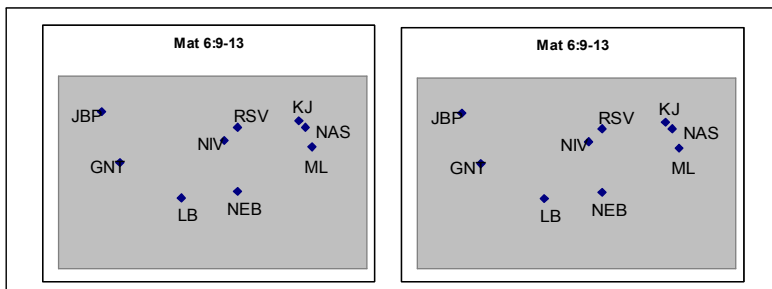 Mat 6:9-13
JBP
KJ
RSV
NAS
NIV
GNT
ML
LB
NEB
Mat 6:9-13
JBP
KJ
RSV
NAS
NIV
GNT
ML
LB
NEB